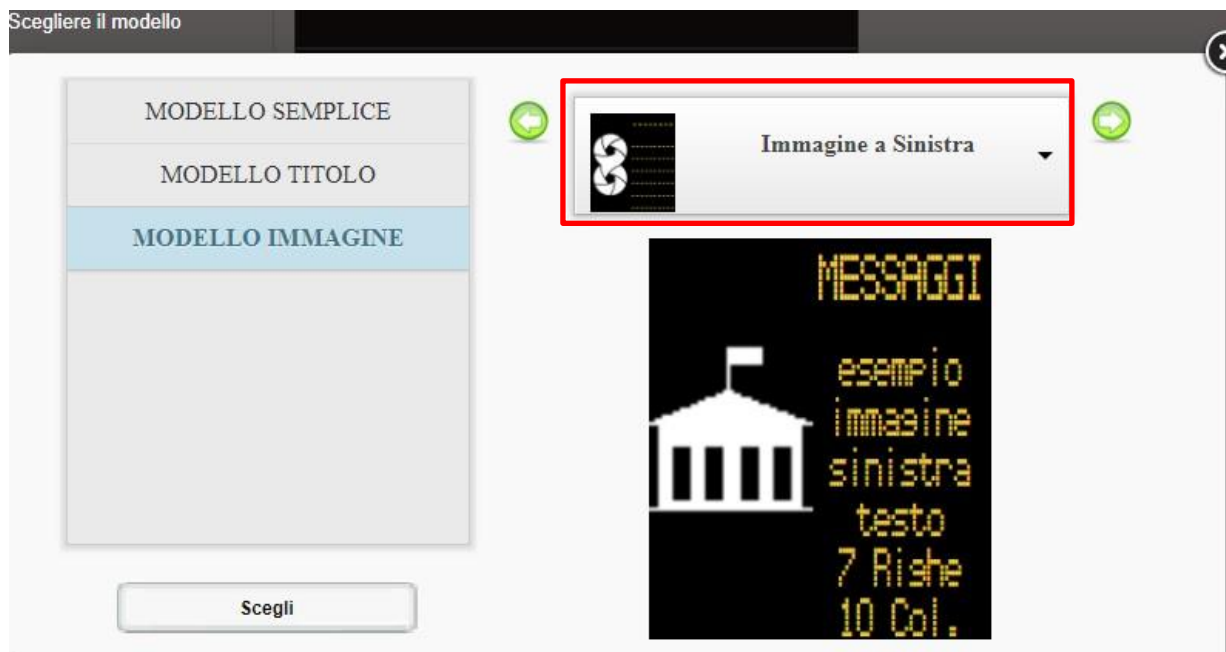 Scegliere il modello
MODELLO SEMPLICE
MODELLO TITOLO
MODELLO IMMAGINE
Scegli
Immagine a Sinistra
MESSAGGI
esempio
immagine
sinistra
testo
7 Righe
10 Col.